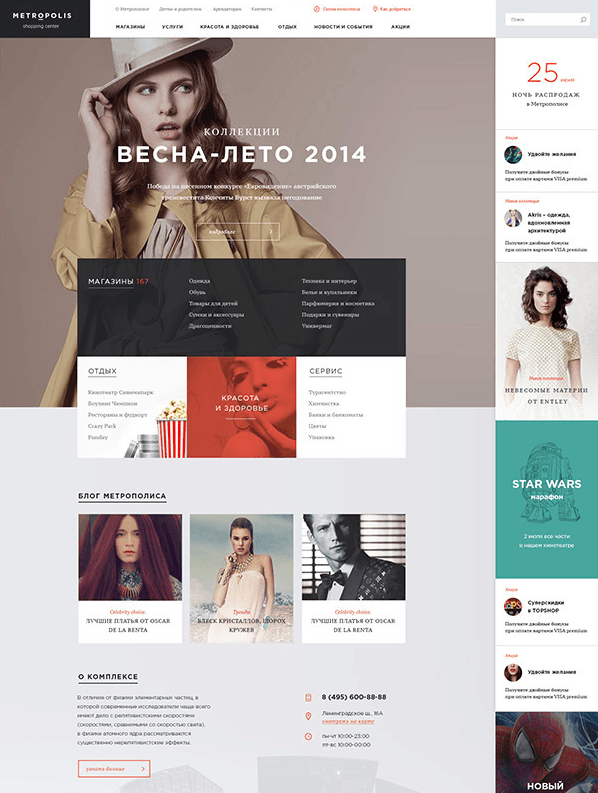 METROPOLIS
shopping center
О Метрополисе
Детям и родителям
Арендаторам
Контакты
Схема комплекса
Как добраться
Поиск
МАГАЗИНЫ
УСЛУГИ
КРАСОТА И ЗДОРОВЬЕ
ОТДЫХ
НОВОСТИ И СОБЫТИЯ
АКЦИИ
КОЛЛЕКЦИИ
ВЕСНА-ЛЕТО 2014
Победа на песенном конкурсе «Евровидение» австрийского
трансвестита Кончиты Вурст вызвала негодование
подробнее
МАГАЗИНЫ 167
Одежда
Обувь
Товары для детей
Сумки и аксессуары
Драгоценности
Техника и интерьер
Белье и купальники
Парфюмерия и косметика
Подарки и сувениры
Универмаг
ОТДЫХ
Кинотеатр Синемапарк
Боулинг Чемпион
Рестораны и фудкорт
Crazy Park
Funday
КРАСОТА
И ЗДОРОВЬЕ
СЕРВИС
Турагентство
Химчистка
Банки и банкоматы
Цветы
Упаковка
БЛОГ МЕТРОПОЛИСА
Celebrity choice.
ЛУЧШИЕ ПЛАТЬЯ ОТ OSCAR
DE LA RENTA
Тренды
БЛЕСК КРИСТАЛЛОВ, ШОРОХ
КРУЖЕВ
Celebrity choice.
ЛУЧШИЕ ПЛАТЬЯ ОТ OSCAR
DE LA RENTA
О КОМПЛЕКСЕ
В отличие от физики элементарных частиц, в
которой современные исследователи чаще всего
имеют дело с релятивистскими скоростями
(скоростями, сравнимыми со скоростью света),
в физике атомного ядра рассматриваются
существенно нерелятивистские эффекты.
узнать больше
8 (495) 600-88-88
Ленинградское ш., 16А
смотреть на карте
пн-чт 10:00-23:00
пт-вс 10:00-00:00
25 июня
НОЧЬ РАСПРОДАЖ
в Метрополисе
Акция
Удвойте желания
Получите двойные бонусы
при оплате картами VISA premium
Новая коллекция
Akris – одежда,
вдохновленная
архитектурой
Получите двойные бонусы
при оплате картами VISA premium
Новая коллекция.
НЕВЕСОМЫЕ МАТЕРИИ
ОТ ENTLEY
STAR WARS
марафон
2 июля все части
в нашем кинотеатре
Акция
Суперскидки
в TOPSHOP
Получите двойные бонусы
при оплате картами VISA premium
Акция
Удвойте желания
Получите двойные бонусы
при оплате картами VISA premium
НОВЫЙ